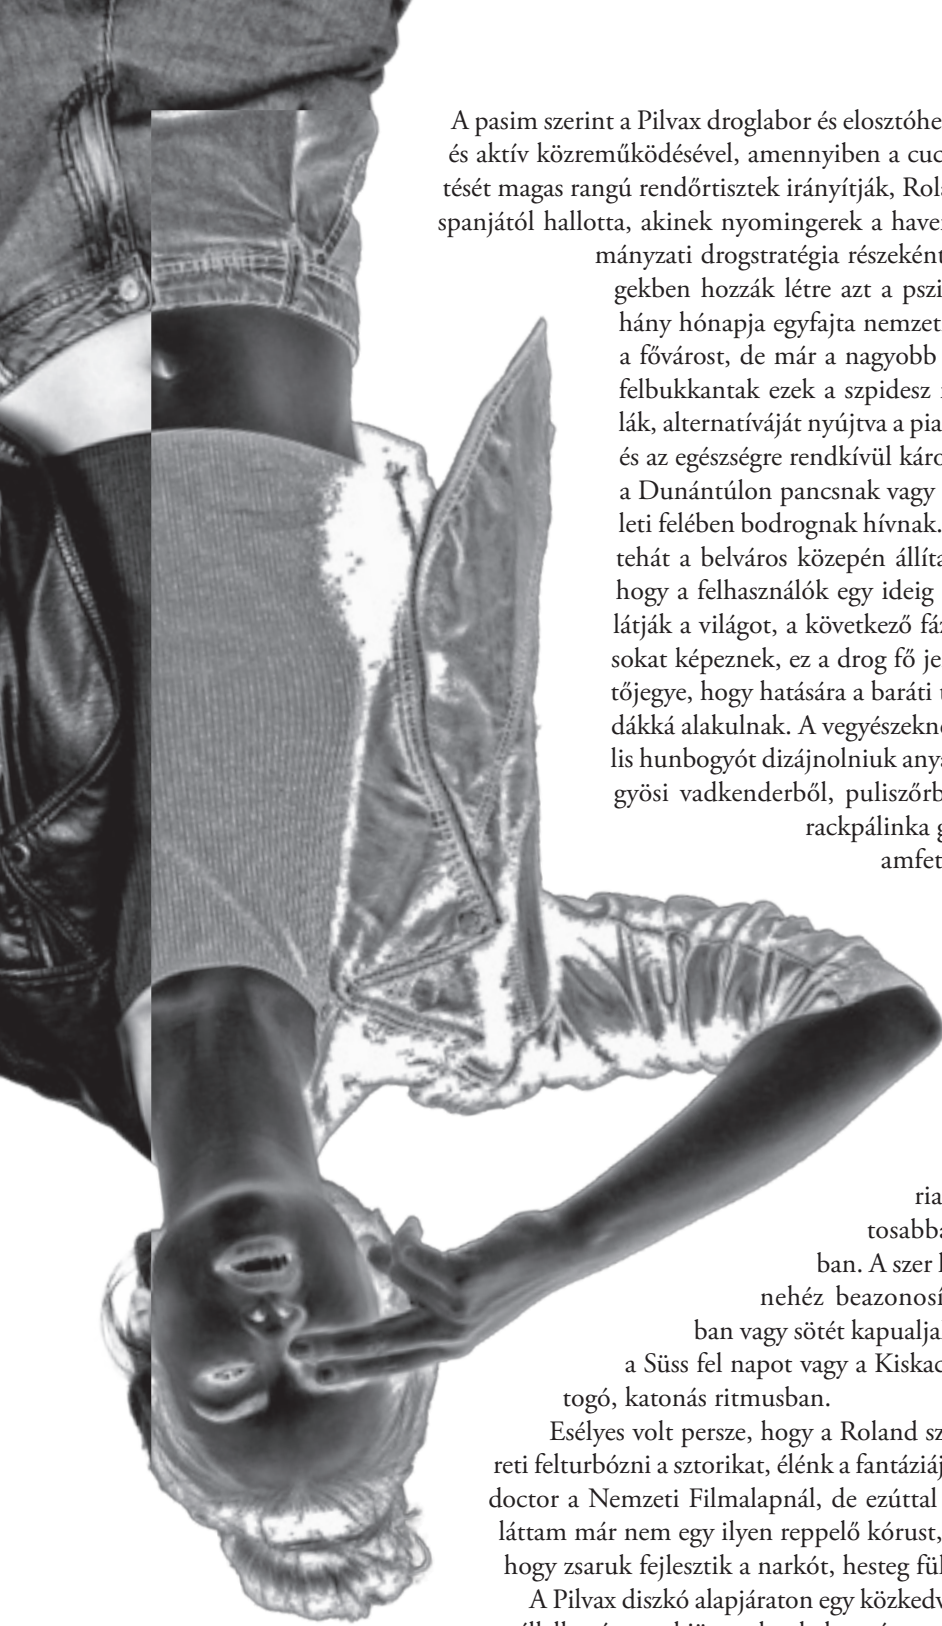 A pasim szerint a Pilvax droglabor és elosztóhe
és aktív közreműködésével, amennyiben a cuc
tését magas rangú rendőrtisztek irányítják, Rol
spanjától hallotta, akinek nyomingerek a have
mányzati drogstratégia részeként
gekben hozzák létre azt a pszi
hány hónapja egyfajta nemzet
a fővárost, de már a nagyobb
felbukkantak ezek a szpidesz
lák, alternatíváját nyújtva a pia
és az egészségre rendkívül káro
a Dunántúlon pancsnak vagy
leti felében bodrognak hívnak.
tehát a belváros közepén állíta
hogy a felhasználók egy ideig
látják a világot, a következő fáz
sokat képeznek, ez a drog fő je
tőjegye, hogy hatására a baráti
dákká alakulnak. A vegyészekn
lis hunbogyót dizájnolniuk any
gyösi vadkenderből, puliszőrb
rackpálinka
amfet
ria
tosabb
ban. A szer
nehéz beazonosí
ban vagy sötét kapualja
a Süss fel napot vagy a Kiskac
togó, katonás ritmusban.
Esélyes volt persze, hogy a Roland sz
reti felturbózni a sztorikat, élénk a fantáziáj
doctor a Nemzeti Filmalapnál, de ezúttal
láttam már nem egy ilyen reppelő kórust,
hogy zsaruk fejlesztik a narkót, hesteg fül
A Pilvax diszkó alapjáraton egy közkedv